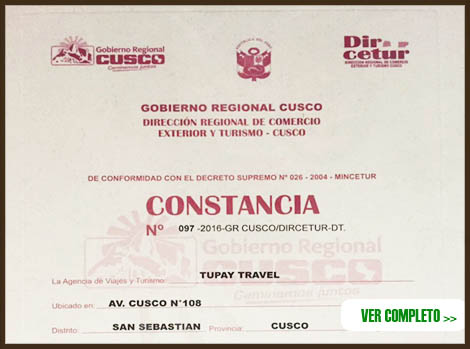 Gobierno Regional
CUSCO
Caminemos Juntos
REPUBLICA DEL PERU
Dircetur
DIRECCIÓN REGIONAL DE COMERCIO
EXTERIOR Y TURISMO CUSCO
GOBIERNO REGIONAL CUSCO
DIRECCIÓN REGIONAL DE COMERCIO
EXTERIOR Y TURISMO - CUSCO
DE CONFORMIDAD CON EL DECRETO SUPREMO Nº 026 - 2004 - MINCETUR
CONSTANCIA
Nº 097 -2016-GR CUSCO/DIRCETUR-DT.
Gobierno Regional
CUSCO
Caminemos Juntos
La Agencia de Viajes y Turismo: TUPAY TRAVEL
Ubicado en: AV. CUSCO N°108
Distrito: SAN SEBASTIAN Provincia: CUSCO
VER COMPLETO >>